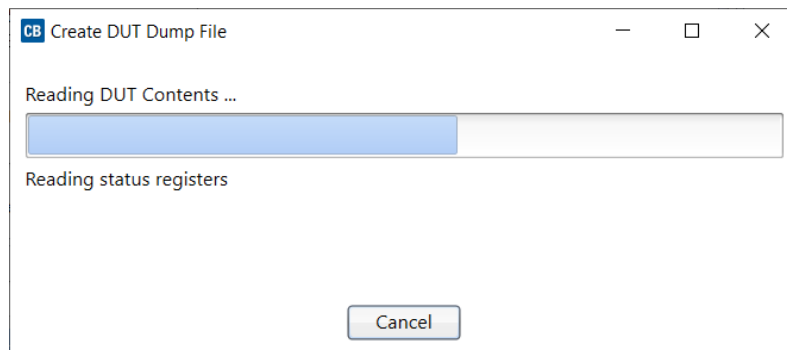 CB Create DUT Dump File
Reading DUT Contents ...
Reading status registers
Cancel